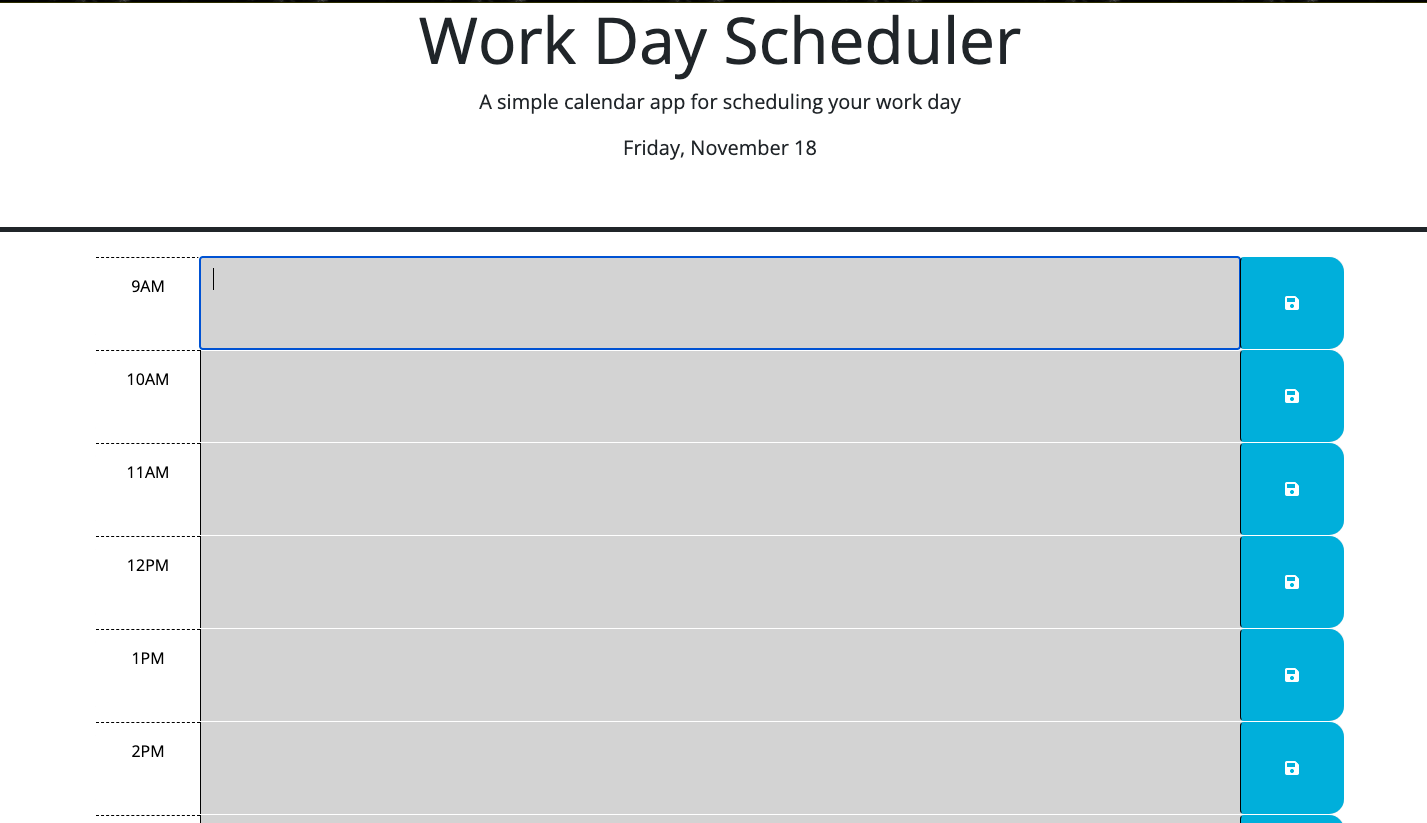 Work Day Scheduler
A simple calendar app for scheduling your work day
Friday, November 18
9AM
10AM
11AM
12PM
1PM
2PM